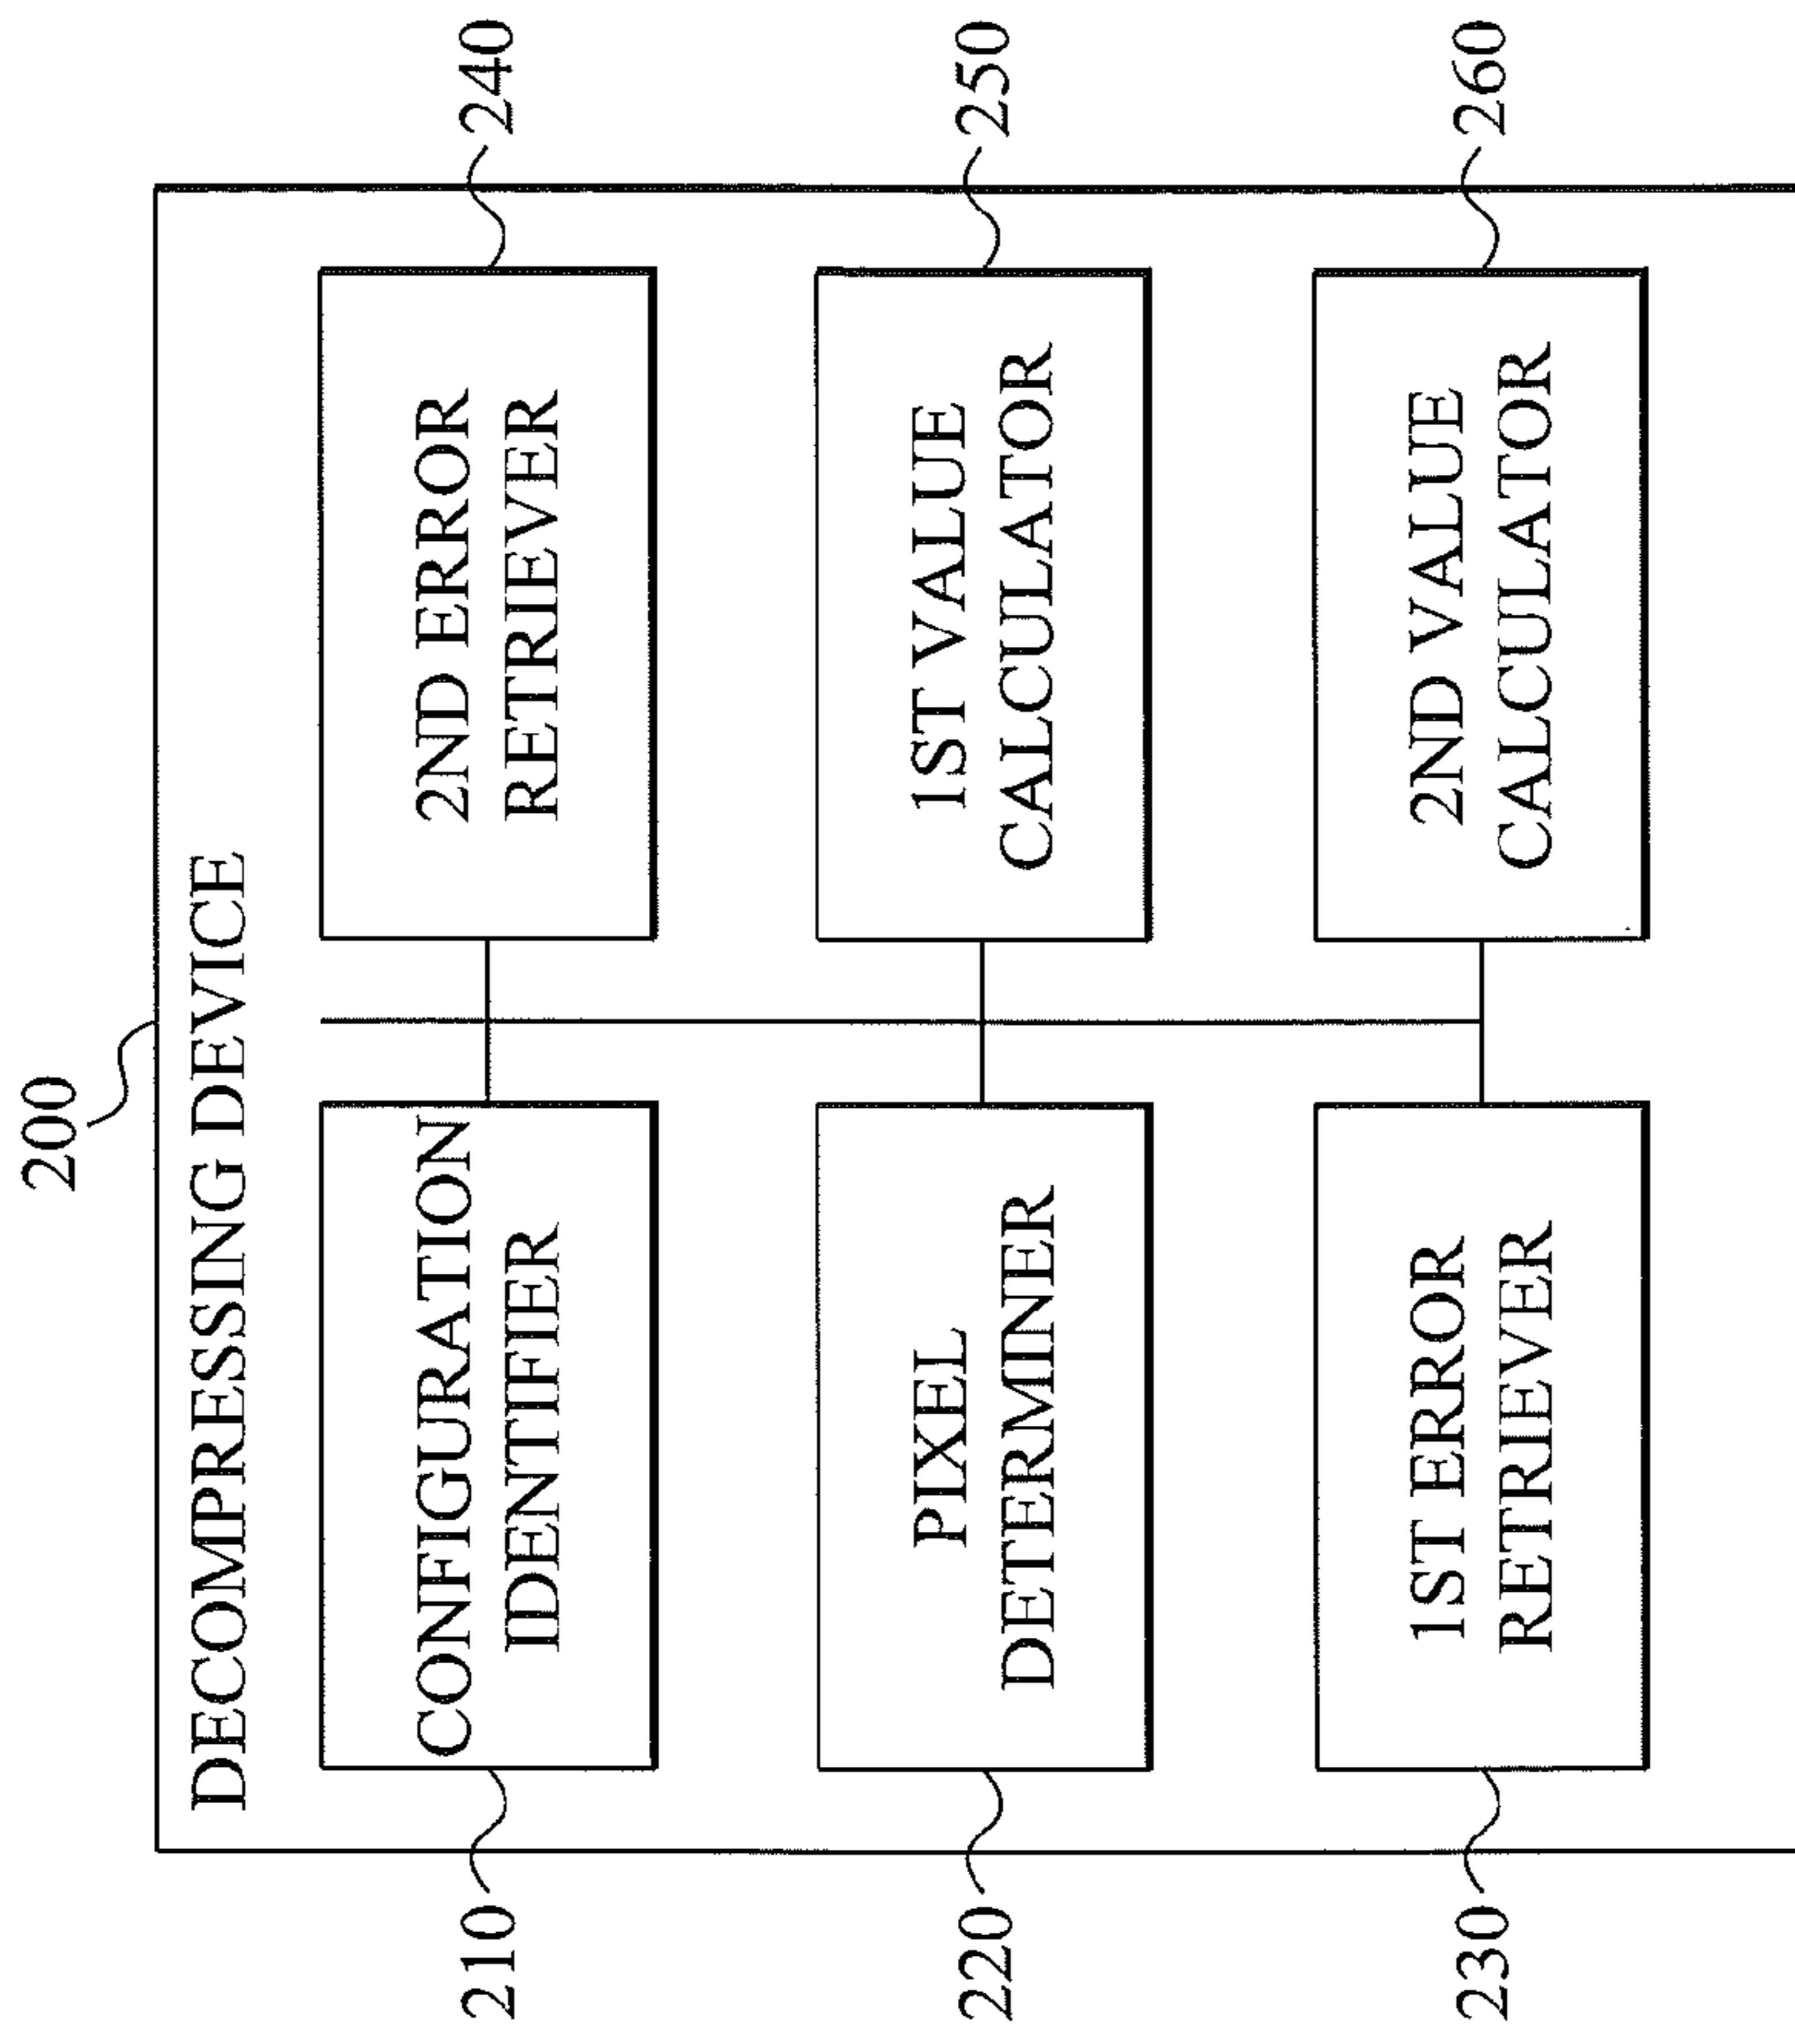 200
DECOMPRESSING DEVICE
210
CONFIGURATION
IDENTIFIER
2ND ERROR
RETRIEVER
240
220
PIXEL
DETERMINER
1ST VALUE
CALCULATOR
250
230
1ST ERROR
RETRIEVER
2ND VALUE
CALCULATOR
260